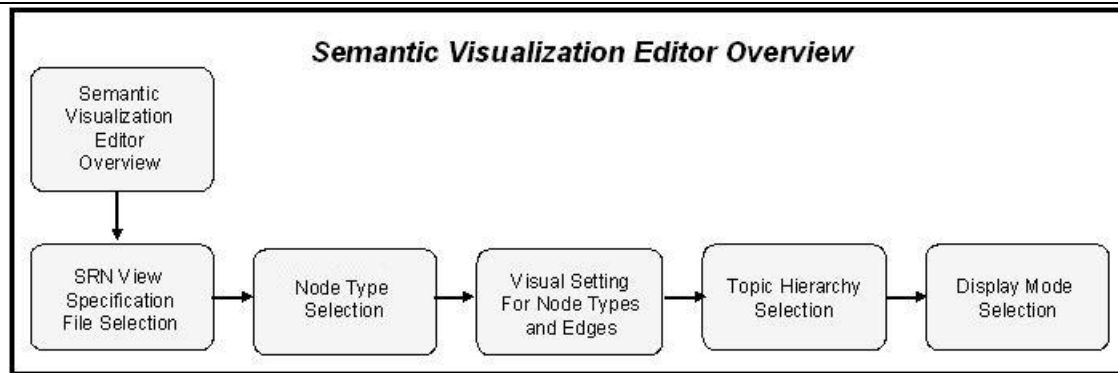 Semantic Visualization Editor Overview
Semantic
Visualization
Editor
Overview
SRN View
Specification
File Selection
Node Type
Selection
Visual Setting
For Node Types
and Edges
Topic Hierarchy
Selection
Display Mode
Selection